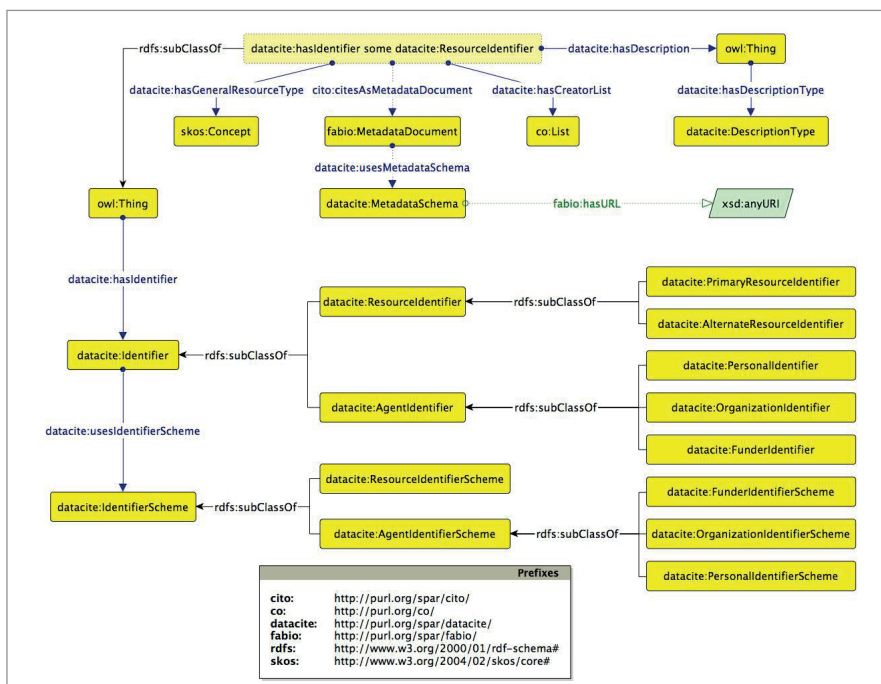 rdfs:subClassOf
datacite:hasIdentifier some datacite:ResourceIdentifier
datacite:hasDescription
owl:Thing
datacite:hasGeneralResourceType
cito:citesAsMetadataDocument
datacite:hasCreatorList
datacite:hasDescriptionType
skos:Concept
fabio:MetadataDocument
co:List
datacite:DescriptionType
datacite:usesMetadataSchema
owl:Thing
datacite:MetadataSchema
fabio:hasURL
xsd:anyURI
datacite:hasIdentifier
datacite:ResourceIdentifier
rdfs:subClassOf
datacite:PrimaryResourceIdentifier
datacite:AlternateResourceIdentifier
datacite:Identifier
rdfs:subClassOf
datacite:PersonalIdentifier
datacite:AgentIdentifier
rdfs:subClassOf
datacite:OrganizationIdentifier
datacite:usesIdentifierScheme
datacite:FunderIdentifier
datacite:ResourceIdentifierScheme
datacite:FunderIdentifierScheme
datacite:IdentifierScheme
rdfs:subClassOf
datacite:AgentIdentifierScheme
rdfs:subClassOf
datacite:OrganizationIdentifierScheme
datacite:PersonalIdentifierScheme
Prefixes
cito: http://purl.org/spar/cito/
co: http://purl.org/co/
datacite: http://purl.org/spar/datacite/
fabio: http://purl.org/spar/fabio/
rdfs: http://www.w3.org/2000/01/rdf-schema#
skos: http://www.w3.org/2004/02/skos/core#